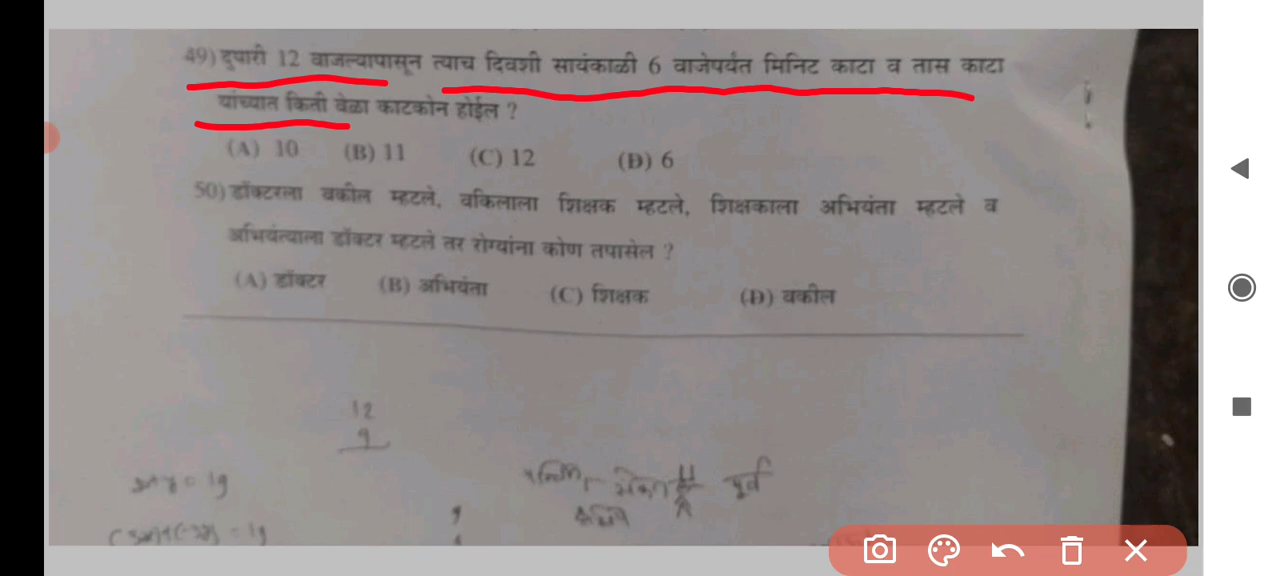 49) दुपारी 12 वाजल्यापासून त्याच दिवशी सायंकाळी 6 वाजेपर्यंत मिनिट काटा व तास काटा
यांच्यात किती वेळा काटकोन होईल ?
(A) 10 (B) 11 (C) 12 (D) 6
50) डॉक्टरला वकील म्हटले, वकिलाला शिक्षक म्हटले, शिक्षकाला अभियंता म्हटले व
अभियंत्याला डॉक्टर म्हटले तर रोग्यांना कोण तपासेल ?
(A) डॉक्टर (B) अभियंता (C) शिक्षक (D) वकील
12
9
पूर्व